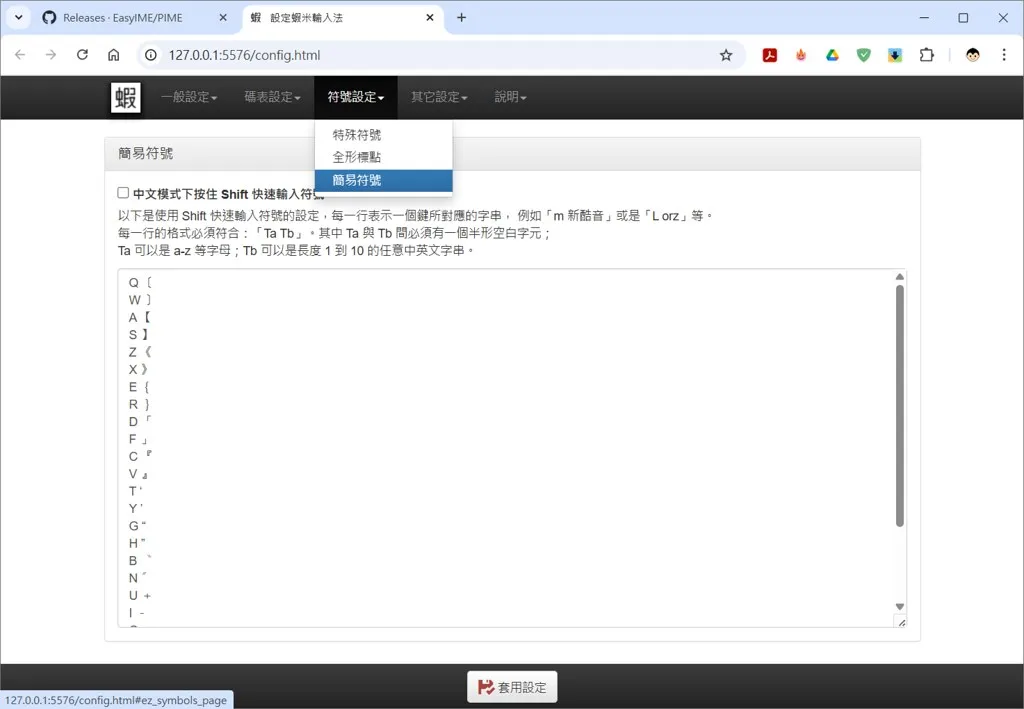 Releases · EasyIME/PIME
蝦 設定蝦米輸入法
127.0.0.1:5576/config.html
蝦
一般設定
碼表設定
符號設定
其它設定
說明
特殊符號
全形標點
簡易符號
簡易符號
中文模式下按住 Shift 快速輸入符號
以下是使用 Shift 快速輸入符號的設定，每一行表示一個鍵所對應的字串， 例如「m 新酷音」或是「L orz」等。
每一行的格式必須符合：「Ta Tb」。其中 Ta 與 Tb 間必須有一個半形空白字元；
Ta 可以是 a-z 等字母；Tb 可以是長度 1 到 10 的任意中英文字串。
Q 〔
W 〕
A 【
S 】
Z 《
X 》
E ｛
R ｝
D 「
F 」
C 『
V 』
T ‘
Y ’
G “
H ”
B 〝
N 〞
U ＋
I －
套用設定
127.0.0.1:5576/config.html#ez_symbols_page